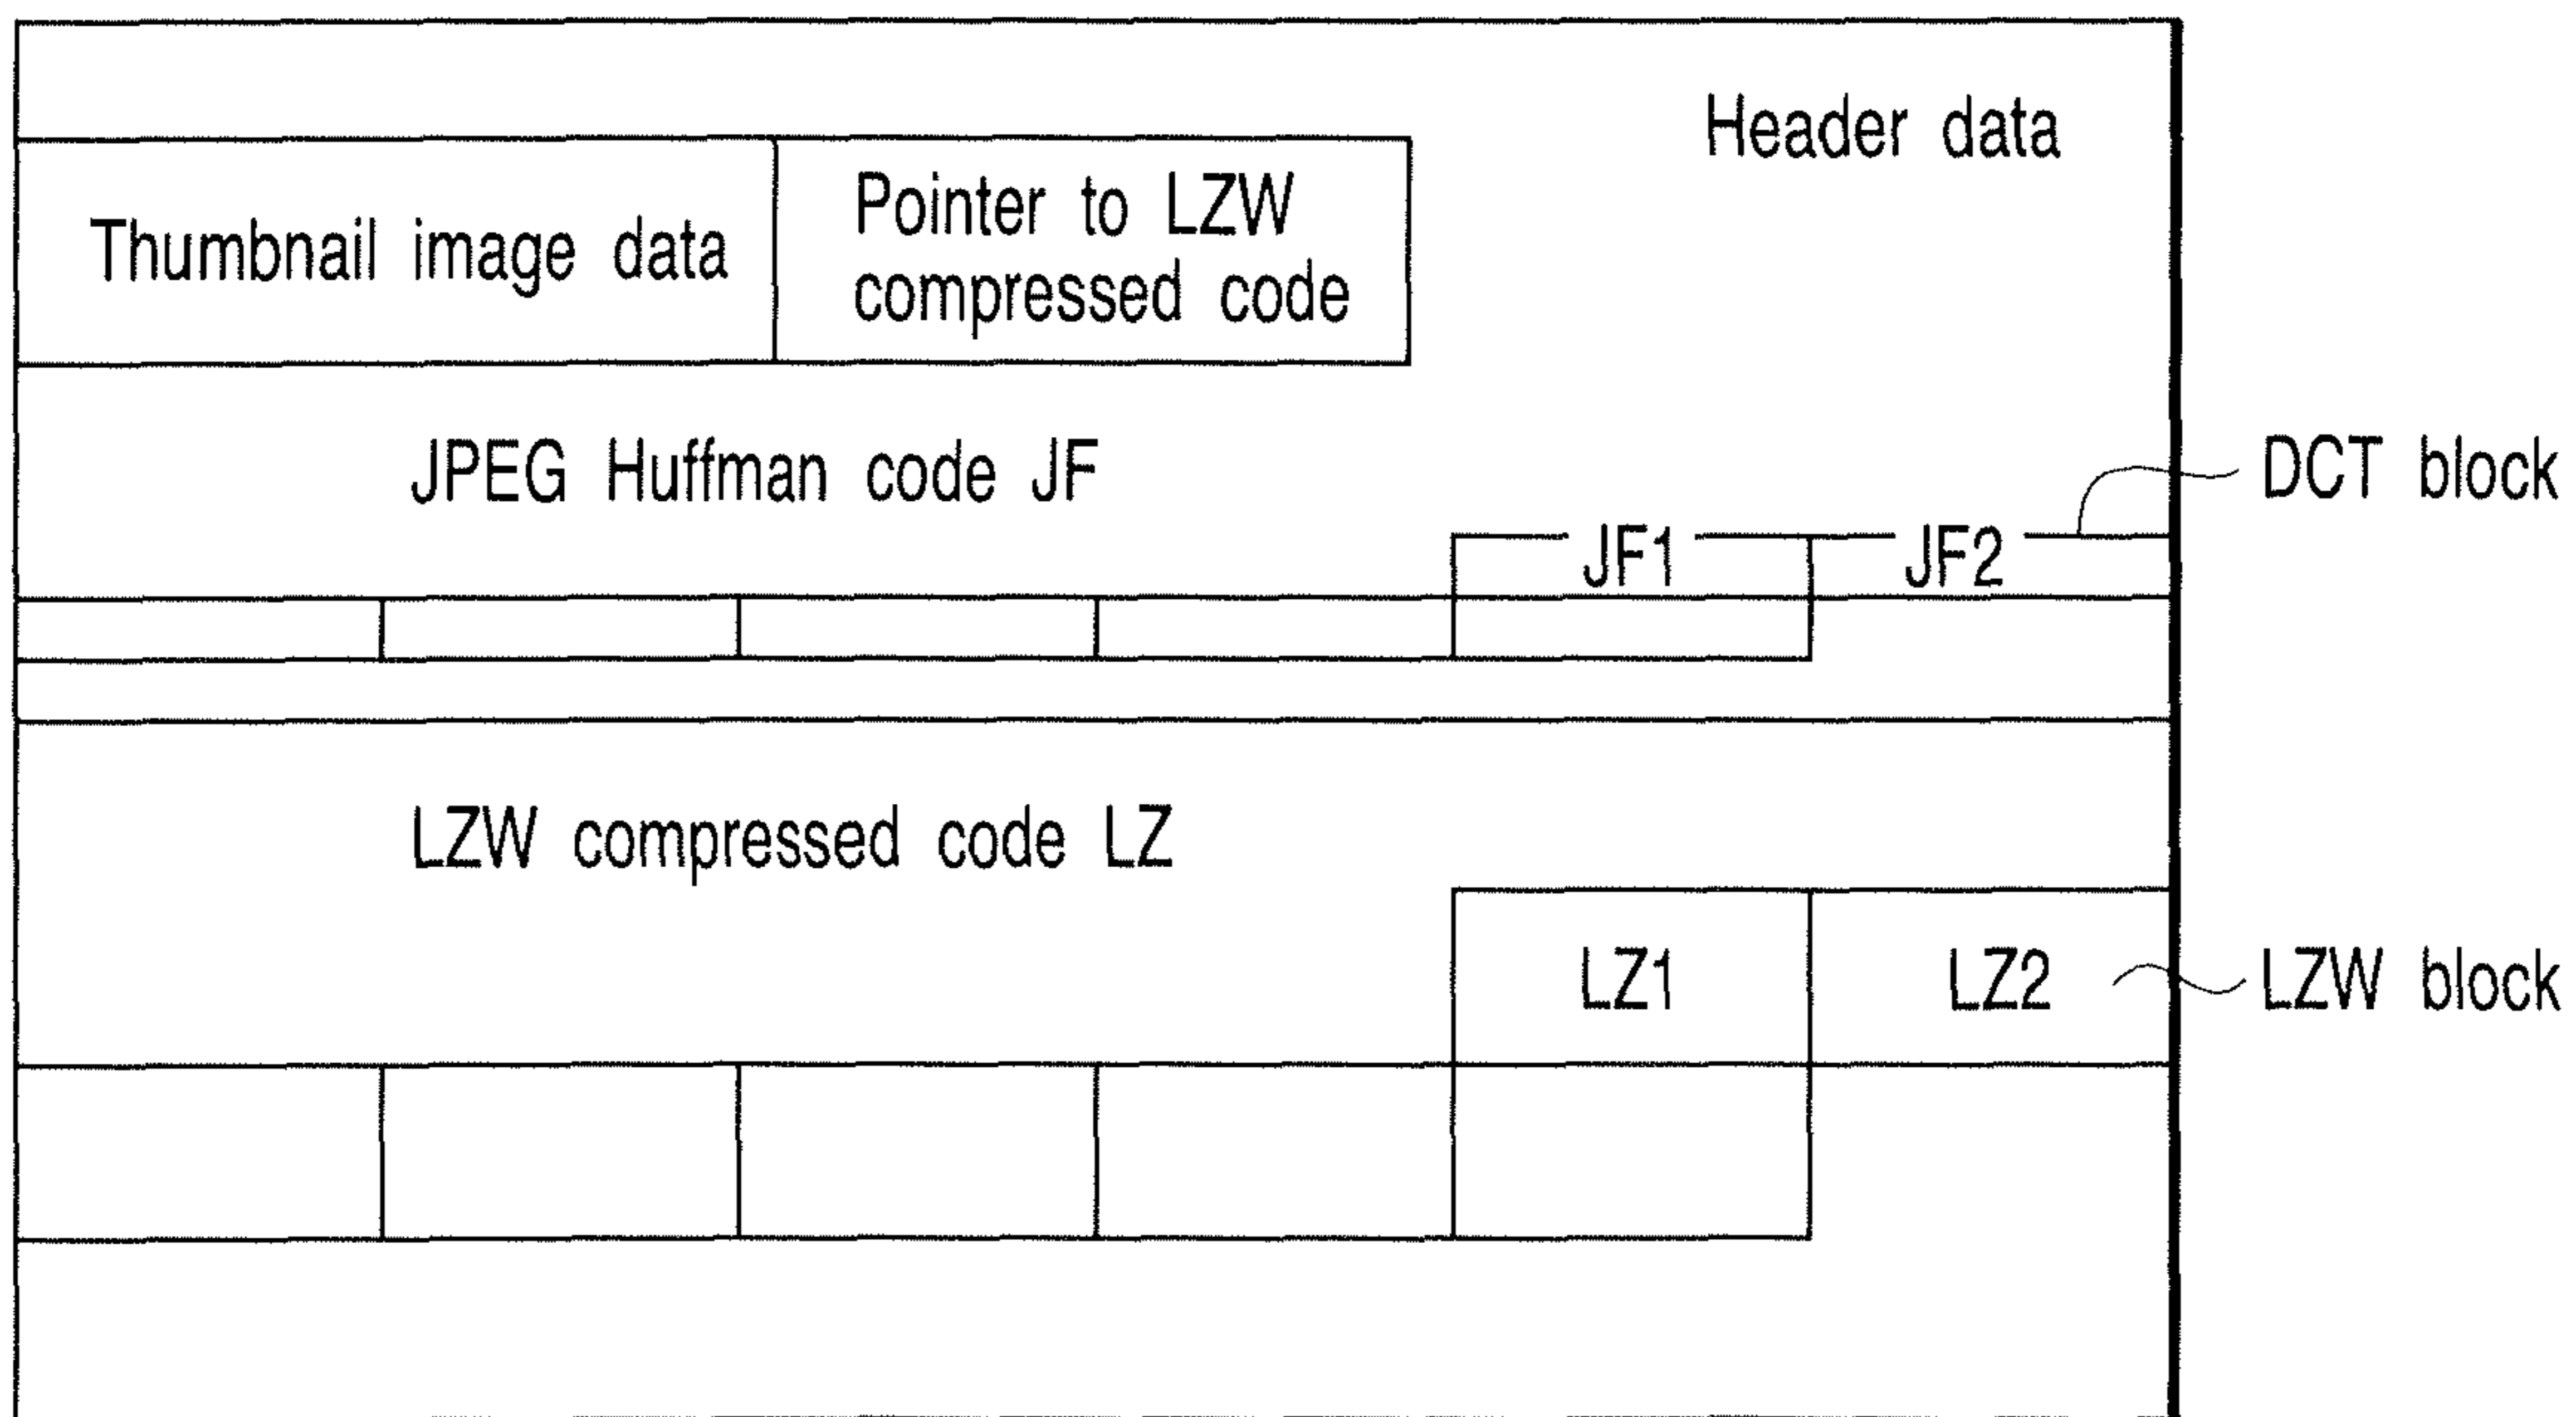 Header data
Thumbnail image data
Pointer to LZW
compressed code
JPEG Huffman code JF
DCT block
JF1
JF2
LZW compressed code LZ
LZ1
LZ2
LZW block